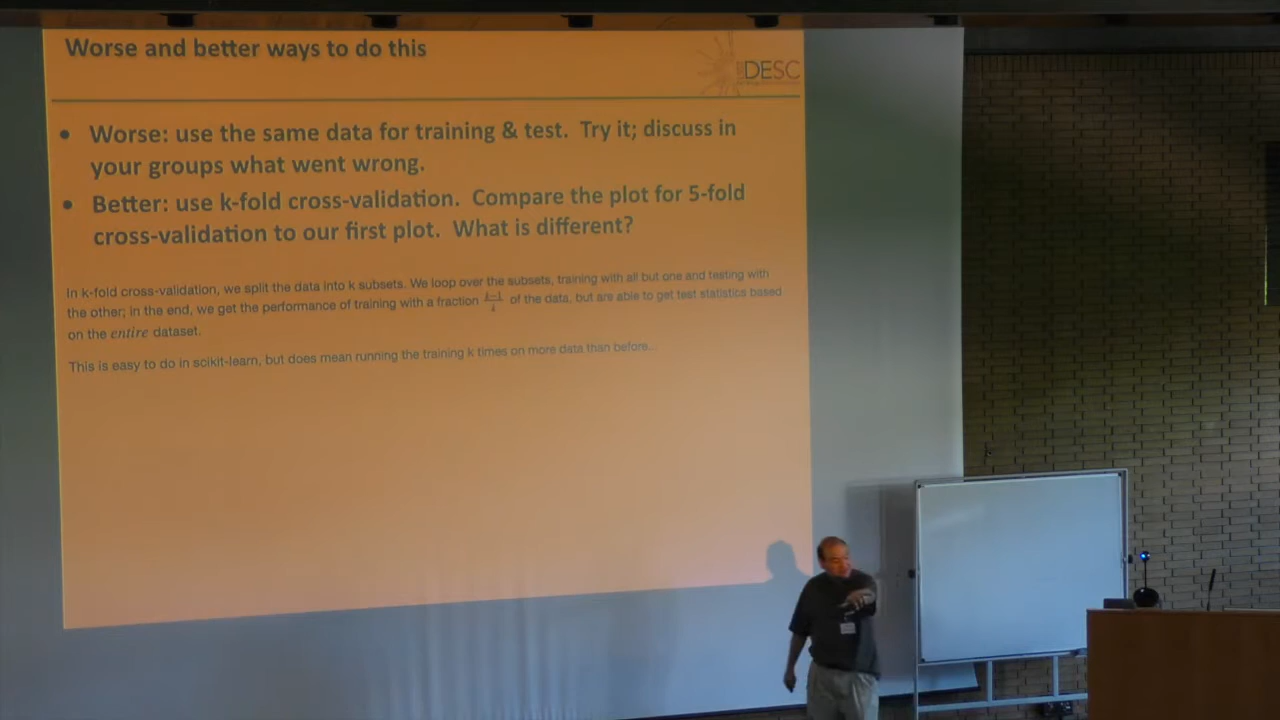 Worse and better ways to do this
DESC
• Worse: use the same data for training & test. Try it; discuss in
your groups what went wrong.
• Better: use k-fold cross-validation. Compare the plot for 5-fold
cross-validation to our first plot. What is different?
In k-fold cross-validation, we split the data into k subsets. We loop over the subsets, training with all but one and testing with
the other; in the end, we get the performance of training with a fraction (k−1)/k of the data, but are able to get test statistics based
on the entire dataset.
This is easy to do in scikit-learn, but does mean running the training k times on more data than before...